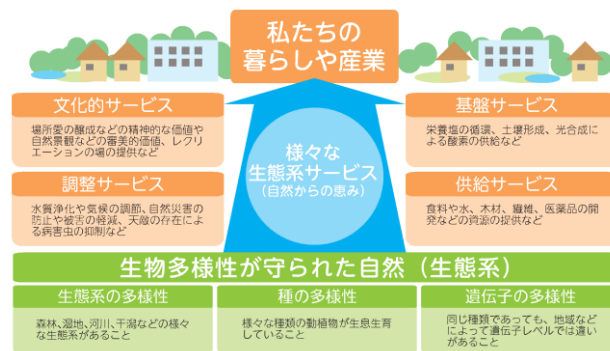 私たちの
暮らしや産業
文化的サービス
場所愛の醸成などの精神的な価値や
自然景観などの審美的価値、レクリ
エーションの場の提供など
基盤サービス
栄養塩の循環、土壌形成、光合成に
よる酸素の供給など
様々な
生態系サービス
(自然からの恵み)
調整サービス
水質浄化や気候の調節、自然災害の
防止や被害の軽減、天敵の存在によ
る病害虫の抑制など
供給サービス
食料や水、木材、繊維、医薬品の開
発などの資源の提供など
生物多様性が守られた自然(生態系)
生態系の多様性
森林、湿地、河川、干潟などの様々
な生態系があること
種の多様性
様々な種類の動植物が生息生育
していること
遺伝子の多様性
同じ種類であっても、地域など
によって遺伝子レベルでは違い
があること